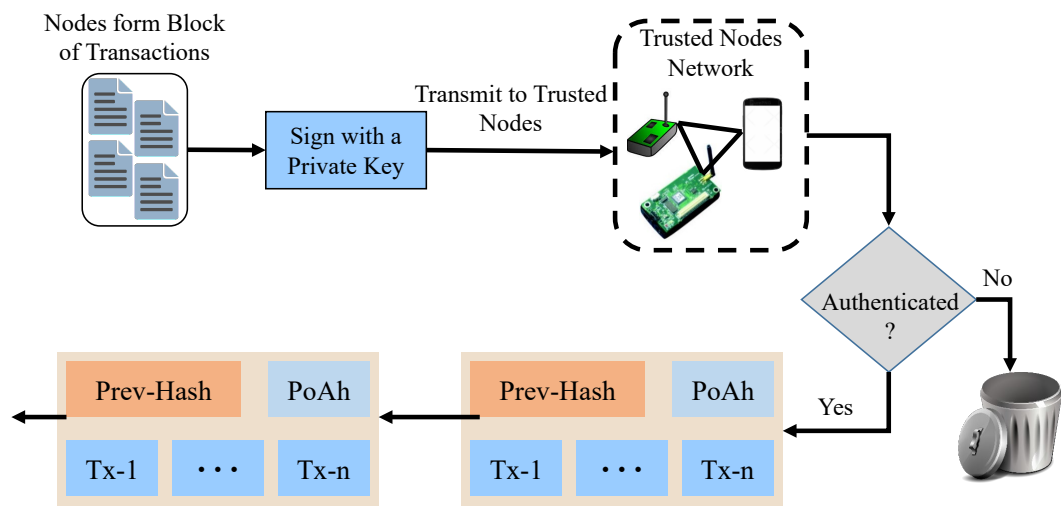 Nodes form Block
of Transactions
Sign with a
Private Key
Transmit to Trusted
Nodes
Trusted Nodes
Network
Authenticated
?
No
Yes
Prev-Hash
PoAh
Tx-1
···
Tx-n
Prev-Hash
PoAh
Tx-1
···
Tx-n